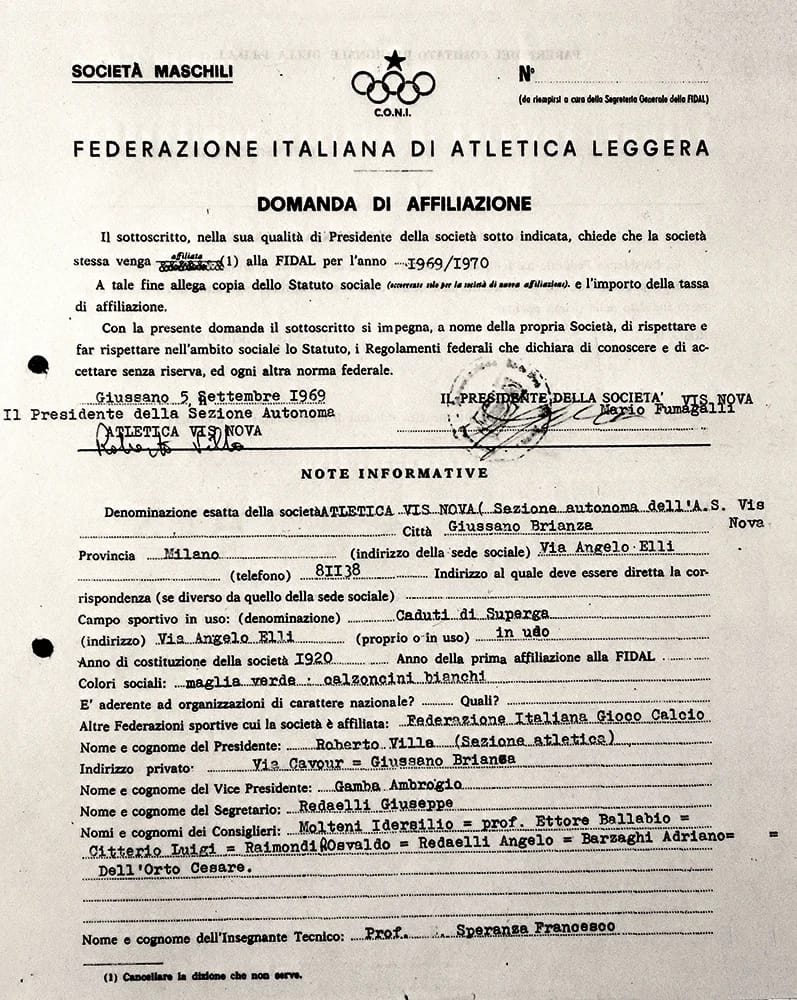 SOCIETÀ MASCHILI
C.O.N.I.
N°
(da riempirsi a cura della Segreteria Generale della FIDAL)
FEDERAZIONE ITALIANA DI ATLETICA LEGGERA
DOMANDA DI AFFILIAZIONE
Il sottoscritto, nella sua qualità di Presidente della società sotto indicata, chiede che la società
stessa venga affiliata (1) alla FIDAL per l'anno 1969/1970
A tale fine allega copia dello Statuto sociale (occorrente solo per le società di nuova affiliazione). e l'importo della tassa
di affiliazione.
Con la presente domanda il sottoscritto si impegna, a nome della propria Società, di rispettare e
far rispettare nell'ambito sociale lo Statuto, i Regolamenti federali che dichiara di conoscere e di ac-
cettare senza riserva, ed ogni altra norma federale.
Giussano 5 Settembre 1969
IL PRESIDENTE DELLA SOCIETA' VIS NOVA
Il Presidente della Sezione Autonoma
Mario Fumagalli
ATLETICA VIS NOVA
Roberto Villa
NOTE INFORMATIVE
Denominazione esatta della società ATLETICA VIS NOVA( Sezione autonoma dell'A.S. Vis
Nova
Città Giussano Brianza
Provincia Milano (indirizzo della sede sociale) Via Angelo Elli
(telefono) 81138 Indirizzo al quale deve essere diretta la cor-
rispondenza (se diverso da quello della sede sociale)
Campo sportivo in uso: (denominazione) Caduti di Superga
(indirizzo) Via Angelo Elli (proprio o in uso) in uso
Anno di costituzione della società 1920 Anno della prima affiliazione alla FIDAL
Colori sociali: maglia verde : calzoncini bianchi
E' aderente ad organizzazioni di carattere nazionale? Quali?
Altre Federazioni sportive cui la società è affiliata: Federazione Italiana Gioco Calcio
Nome e cognome del Presidente: Roberto Villa (Sezione atletica)
Indirizzo privato: Via Cavour = Giussano Brianza
Nome e cognome del Vice Presidente: Gamba Ambrogio
Nome e cognome del Segretario: Redaelli Giuseppe
Nomi e cognomi dei Consiglieri: Molteni Idersilio = prof. Ettore Ballabio =
Citterio Luigi = Raimondi Osvaldo = Redaelli Angelo = Barzaghi Adriano= =
Dell'Orto Cesare.
Nome e cognome dell'Insegnante Tecnico: Prof. Speranza Francesco
(1) Cancellare la dizione che non serve.